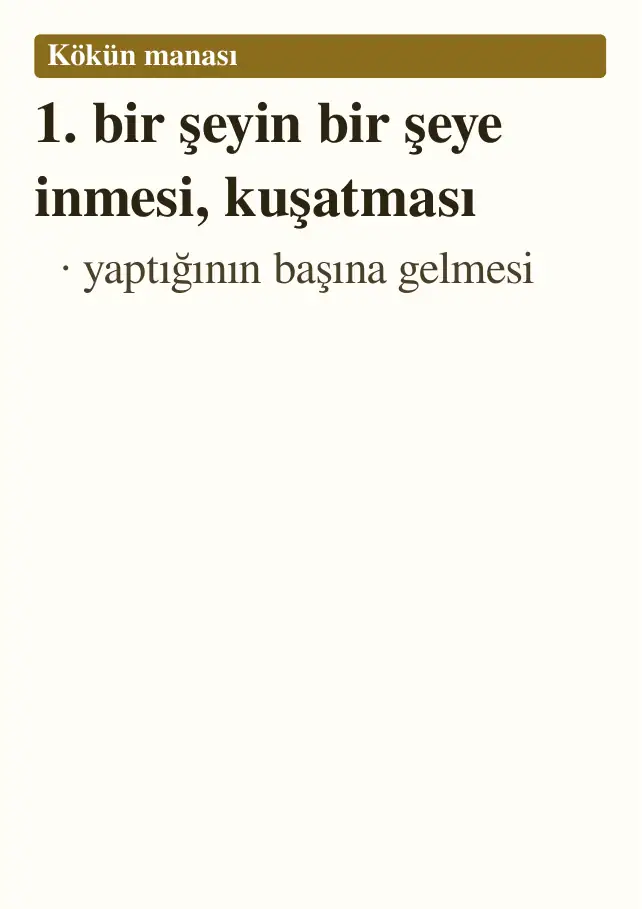 Kökün manası
1. bir şeyin bir şeye
inmesi, kuşatması
· yaptığının başına gelmesi